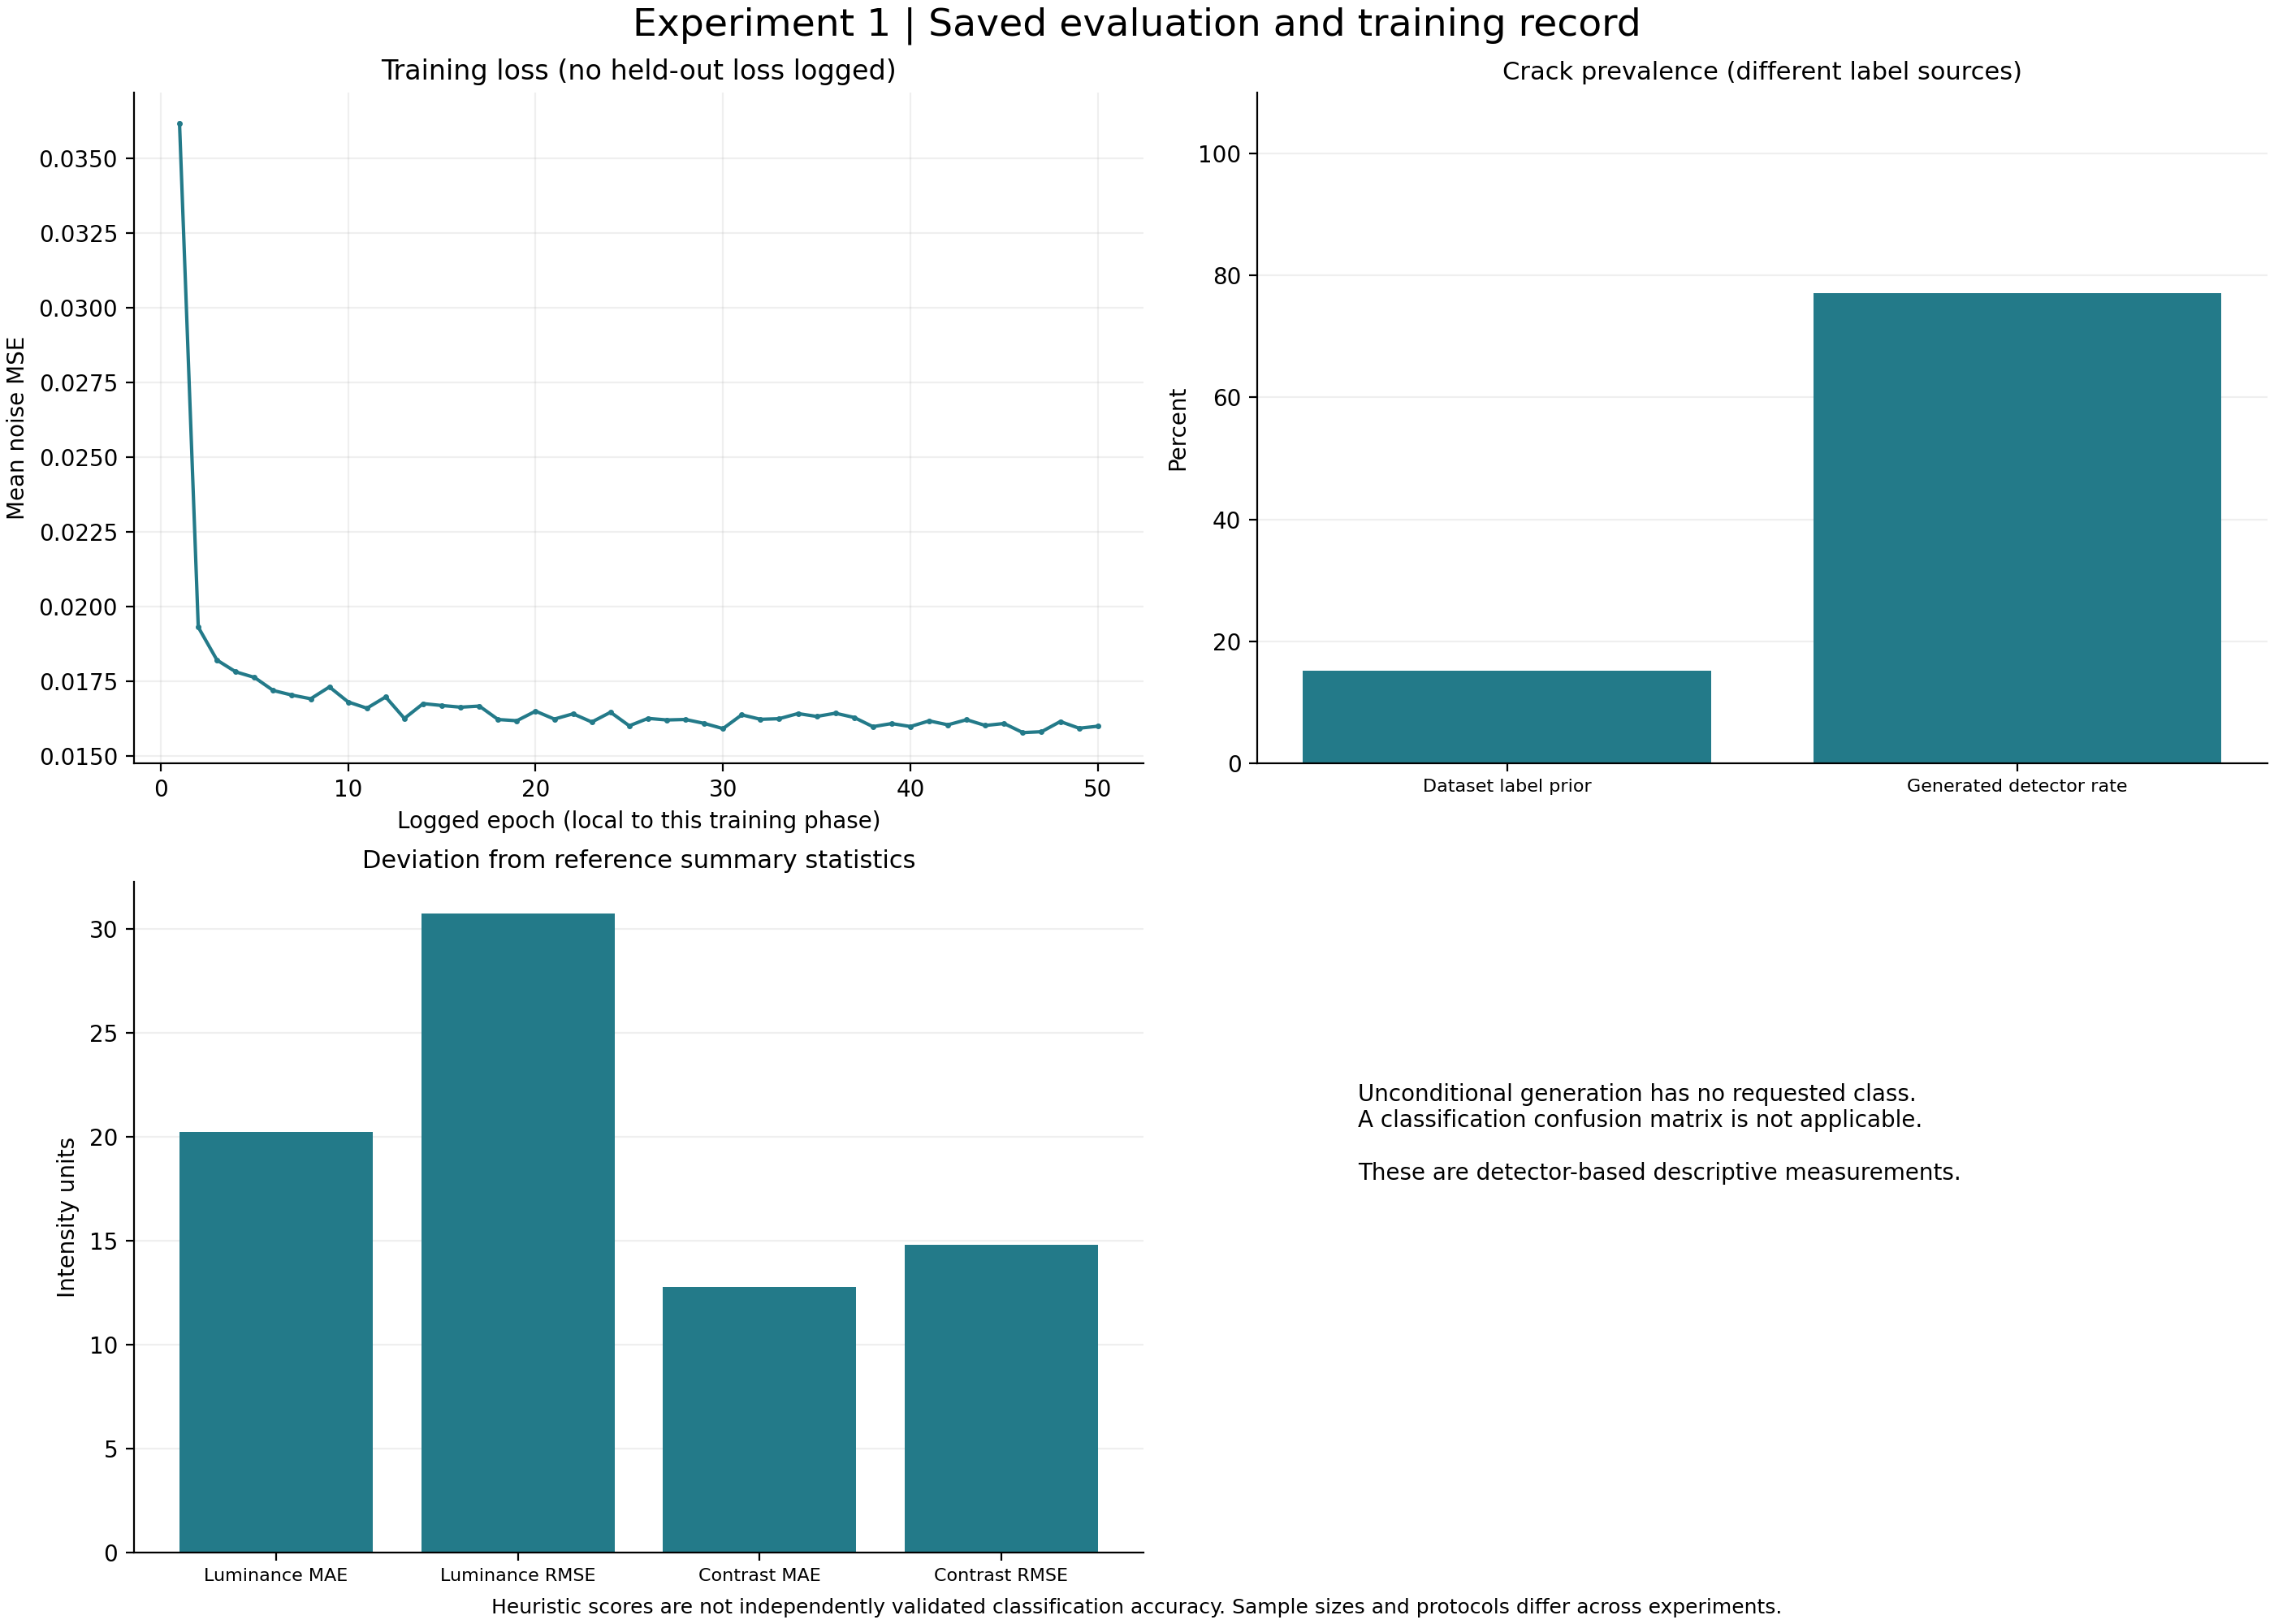 Experiment 1 | Saved evaluation and training record
Training loss (no held-out loss logged)
Mean noise MSE
0.0350
0.0325
0.0300
0.0275
0.0250
0.0225
0.0200
0.0175
0.0150
0 10 20 30 40 50
Logged epoch (local to this training phase)
Crack prevalence (different label sources)
Percent
100
80
60
40
20
0
Dataset label prior Generated detector rate
Deviation from reference summary statistics
Intensity units
30
25
20
15
10
5
0
Luminance MAE Luminance RMSE Contrast MAE Contrast RMSE
Unconditional generation has no requested class.
A classification confusion matrix is not applicable.
These are detector-based descriptive measurements.
Heuristic scores are not independently validated classification accuracy. Sample sizes and protocols differ across experiments.